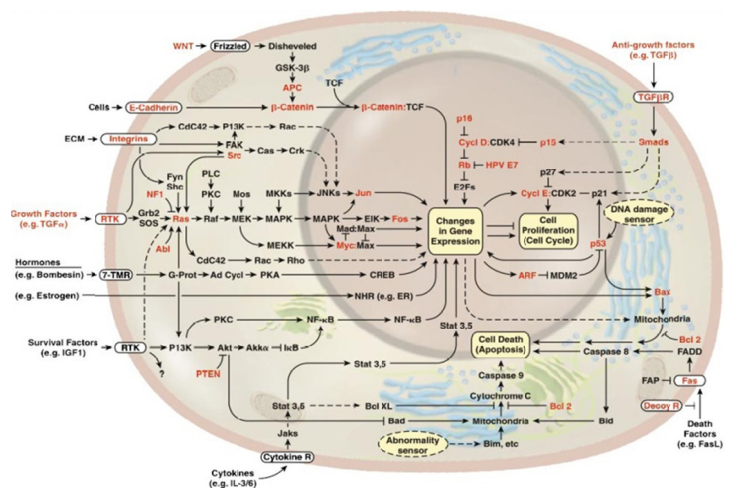 WNT
Frizzled
Disheveled
GSK-3β
APC
TCF
Cells
E-Cadherin
β-Catenin
β-Catenin:TCF
ECM
Integrins
CdC42
P13K
Rac
FAK
Src
Cas
Crk
Fyn
Shc
NF1
PLC
PKC
Nos
MKKs
JNKs
Jun
Growth Factors
(e.g. TGFα)
RTK
Grb2
SOS
Ras
Raf
MEK
MAPK
MAPK
ElK
Fos
Mad:Max
MEKK
Myc:Max
Abl
CdC42
Rac
Rho
Hormones
(e.g. Bombesin)
7-TMR
G-Prot
Ad Cycl
PKA
CREB
(e.g. Estrogen)
NHR (e.g. ER)
PKC
NF-κB
NF-κB
Survival Factors
(e.g. IGF1)
RTK
P13K
Akt
Akkα
IκB
?
PTEN
Stat 3,5
Stat 3,5
Stat 3,5
Jaks
Cytokine R
Cytokines
(e.g. IL-3/6)
Bcl XL
Bad
Mitochondria
Abnormality
sensor
Bim, etc
Cytochrome C
Caspase 9
Cell Death
(Apoptosis)
Bcl 2
Caspase 8
Bid
FADD
FAP
Fas
Decoy R
Death
Factors
(e.g. FasL)
Bcl 2
Mitochondria
Bax
Changes
in Gene
Expression
ARF
MDM2
p53
DNA damage
sensor
Cell
Proliferation
(Cell Cycle)
Cycl E:CDK2
p21
p27
E2Fs
Rb
HPV E7
Cycl D:CDK4
p15
p16
Smads
TGFβR
Anti-growth factors
(e.g. TGFβ)